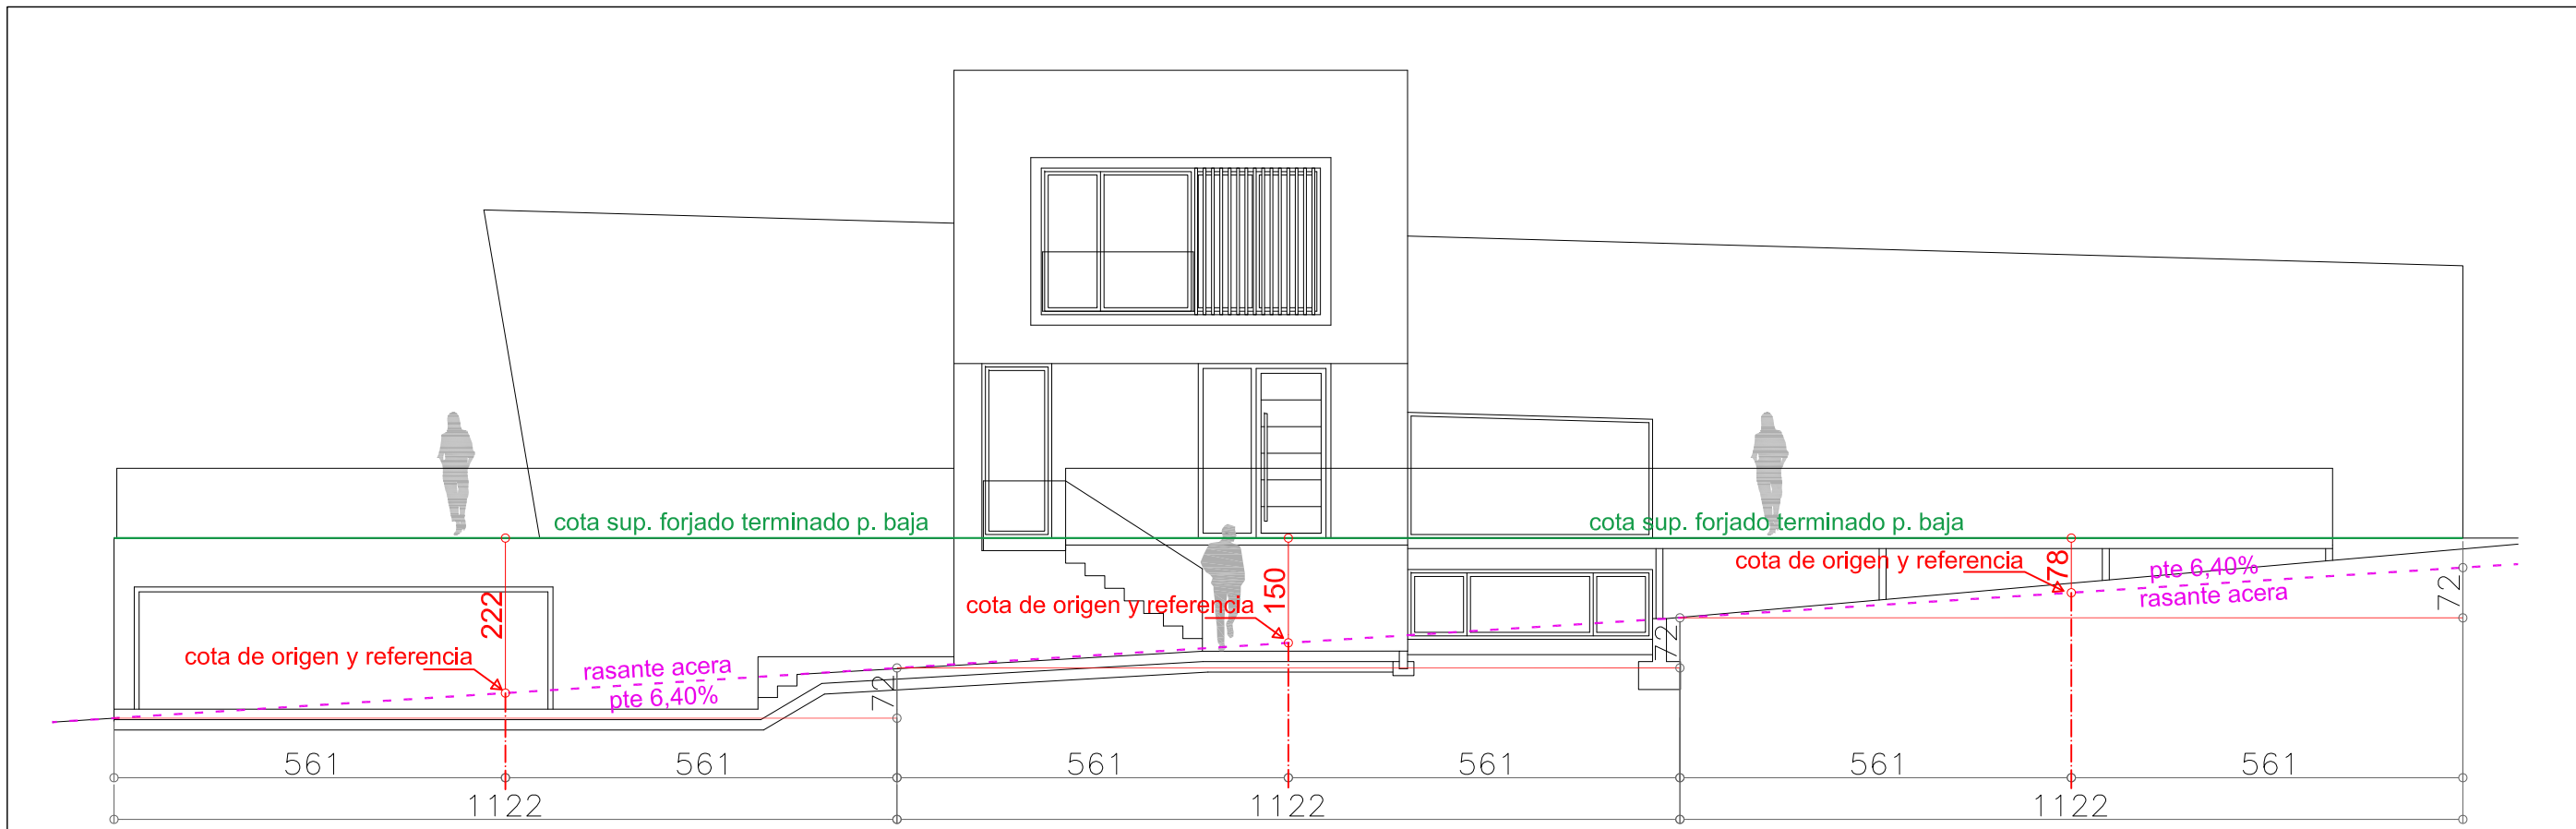 cota sup. forjado terminado p. baja
cota sup. forjado terminado p. baja
cota de origen y referencia
78
pte 6,40%
rasante acera
72
222
cota de origen y referencia
150
72
cota de origen y referencia
rasante acera
pte 6,40%
72
561
561
561
561
561
561
1122
1122
1122